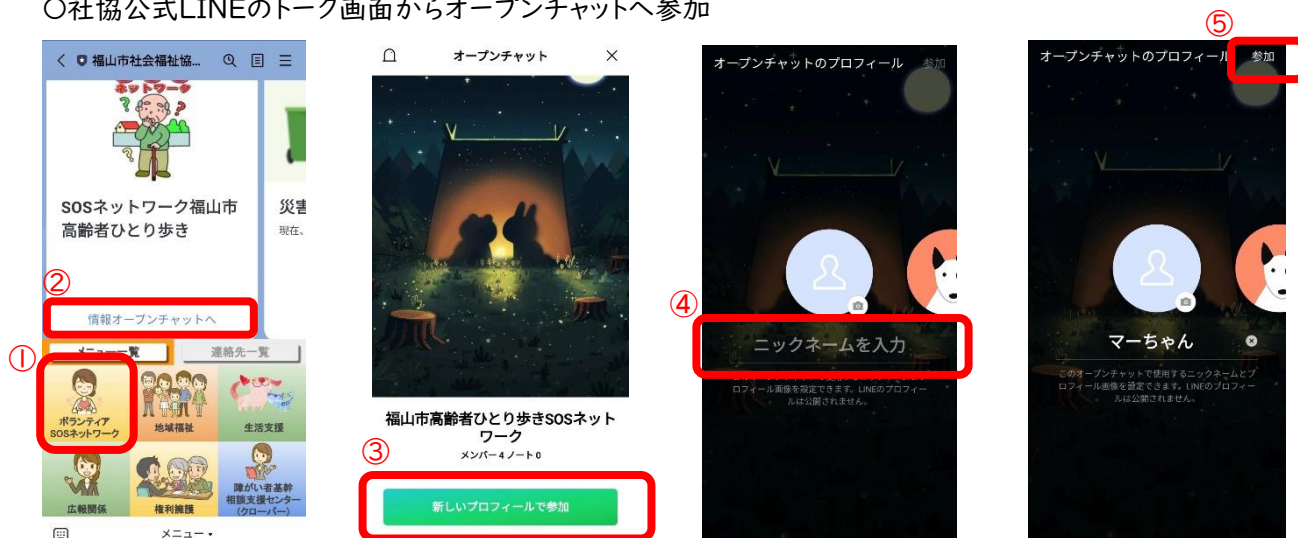 ○社協公式LINEのトーク画面からオープンチャットへ参加
福山市社会福祉協...
ネットワーク
SOSネットワーク福山市
高齢者ひとり歩き
災害
現在、
②
情報オープンチャットへ
①
メニュー一覧
連絡先一覧
ボランティア
SOSネットワーク
地域福祉
生活支援
広報関係
権利擁護
障がい者基幹
相談支援センター
(クローバー)
メニュー
オープンチャット
福山市高齢者ひとり歩きSOSネット
ワーク
メンバー 4 ノート 0
③
新しいプロフィールで参加
オープンチャットのプロフィール 参加
④
ニックネームを入力
ロフィール画像を設定できます。LINEのプロフィー
ルは公開されません。
⑤
オープンチャットのプロフィール 参加
マーちゃん
このオープンチャットで使用するニックネームとプ
ロフィール画像を設定できます。LINEのプロフィー
ルは公開されません。